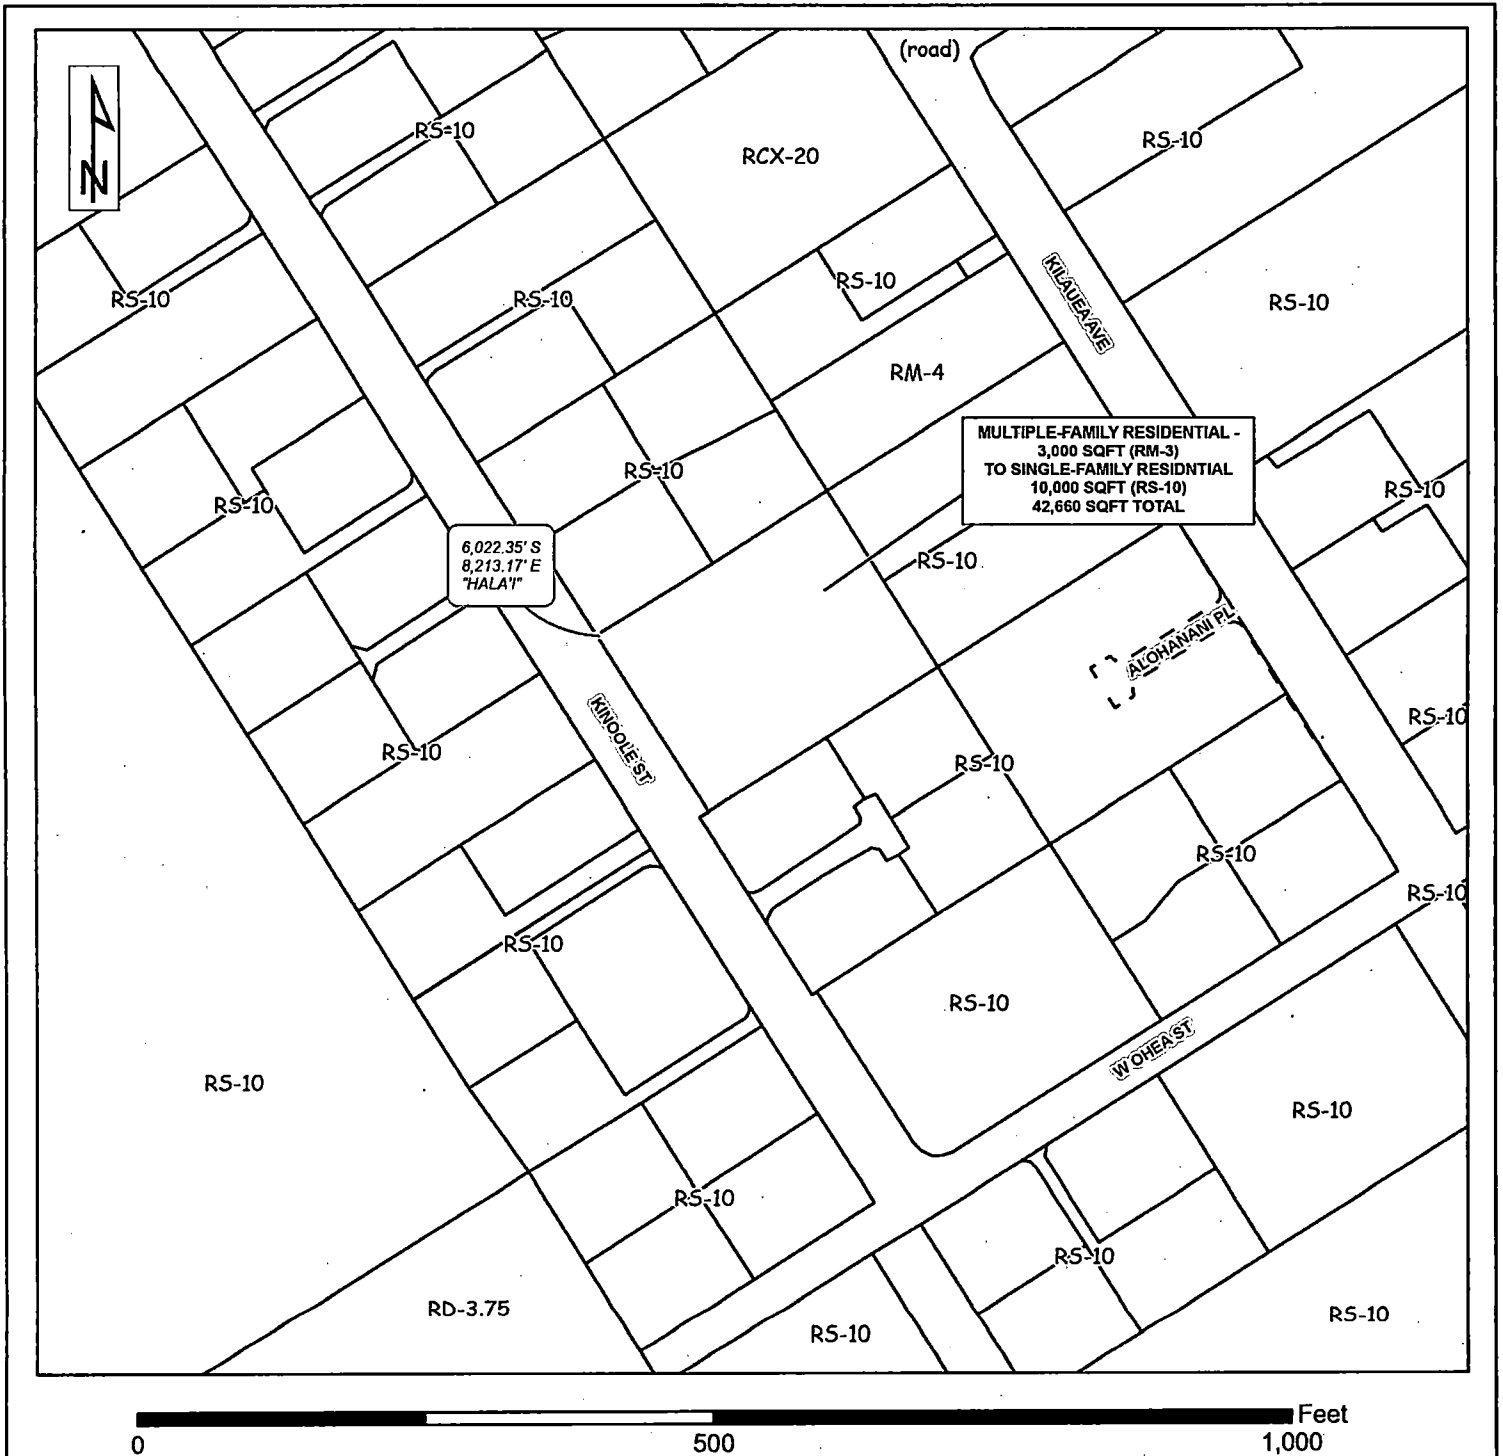 (road)
N
RS-10
RCX-20
RS-10
RS-10
RS-10
RS-10
KILAUEA AVE
RS-10
RS-10
RM-4
MULTIPLE-FAMILY RESIDENTIAL -
3,000 SQFT (RM-3)
TO SINGLE-FAMILY RESIDNTIAL
10,000 SQFT (RS-10)
42,660 SQFT TOTAL
RS-10
RS-10
RS-10
6,022.35' S
8,213.17' E
"HALA'I"
RS-10
ALOHANANI PL
KINOOLE ST
RS-10
RS-10
RS-10
RS-10
RS-10
RS-10
RS-10
W OHEA ST
RS-10
RS-10
RS-10
RS-10
RD-3.75
RS-10
RS-10
Feet
0 500 1,000